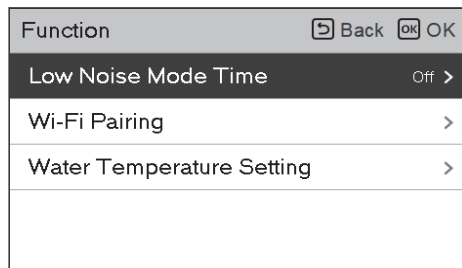 Function Back OK OK
Low Noise Mode Time Off >
Wi-Fi Pairing >
Water Temperature Setting >